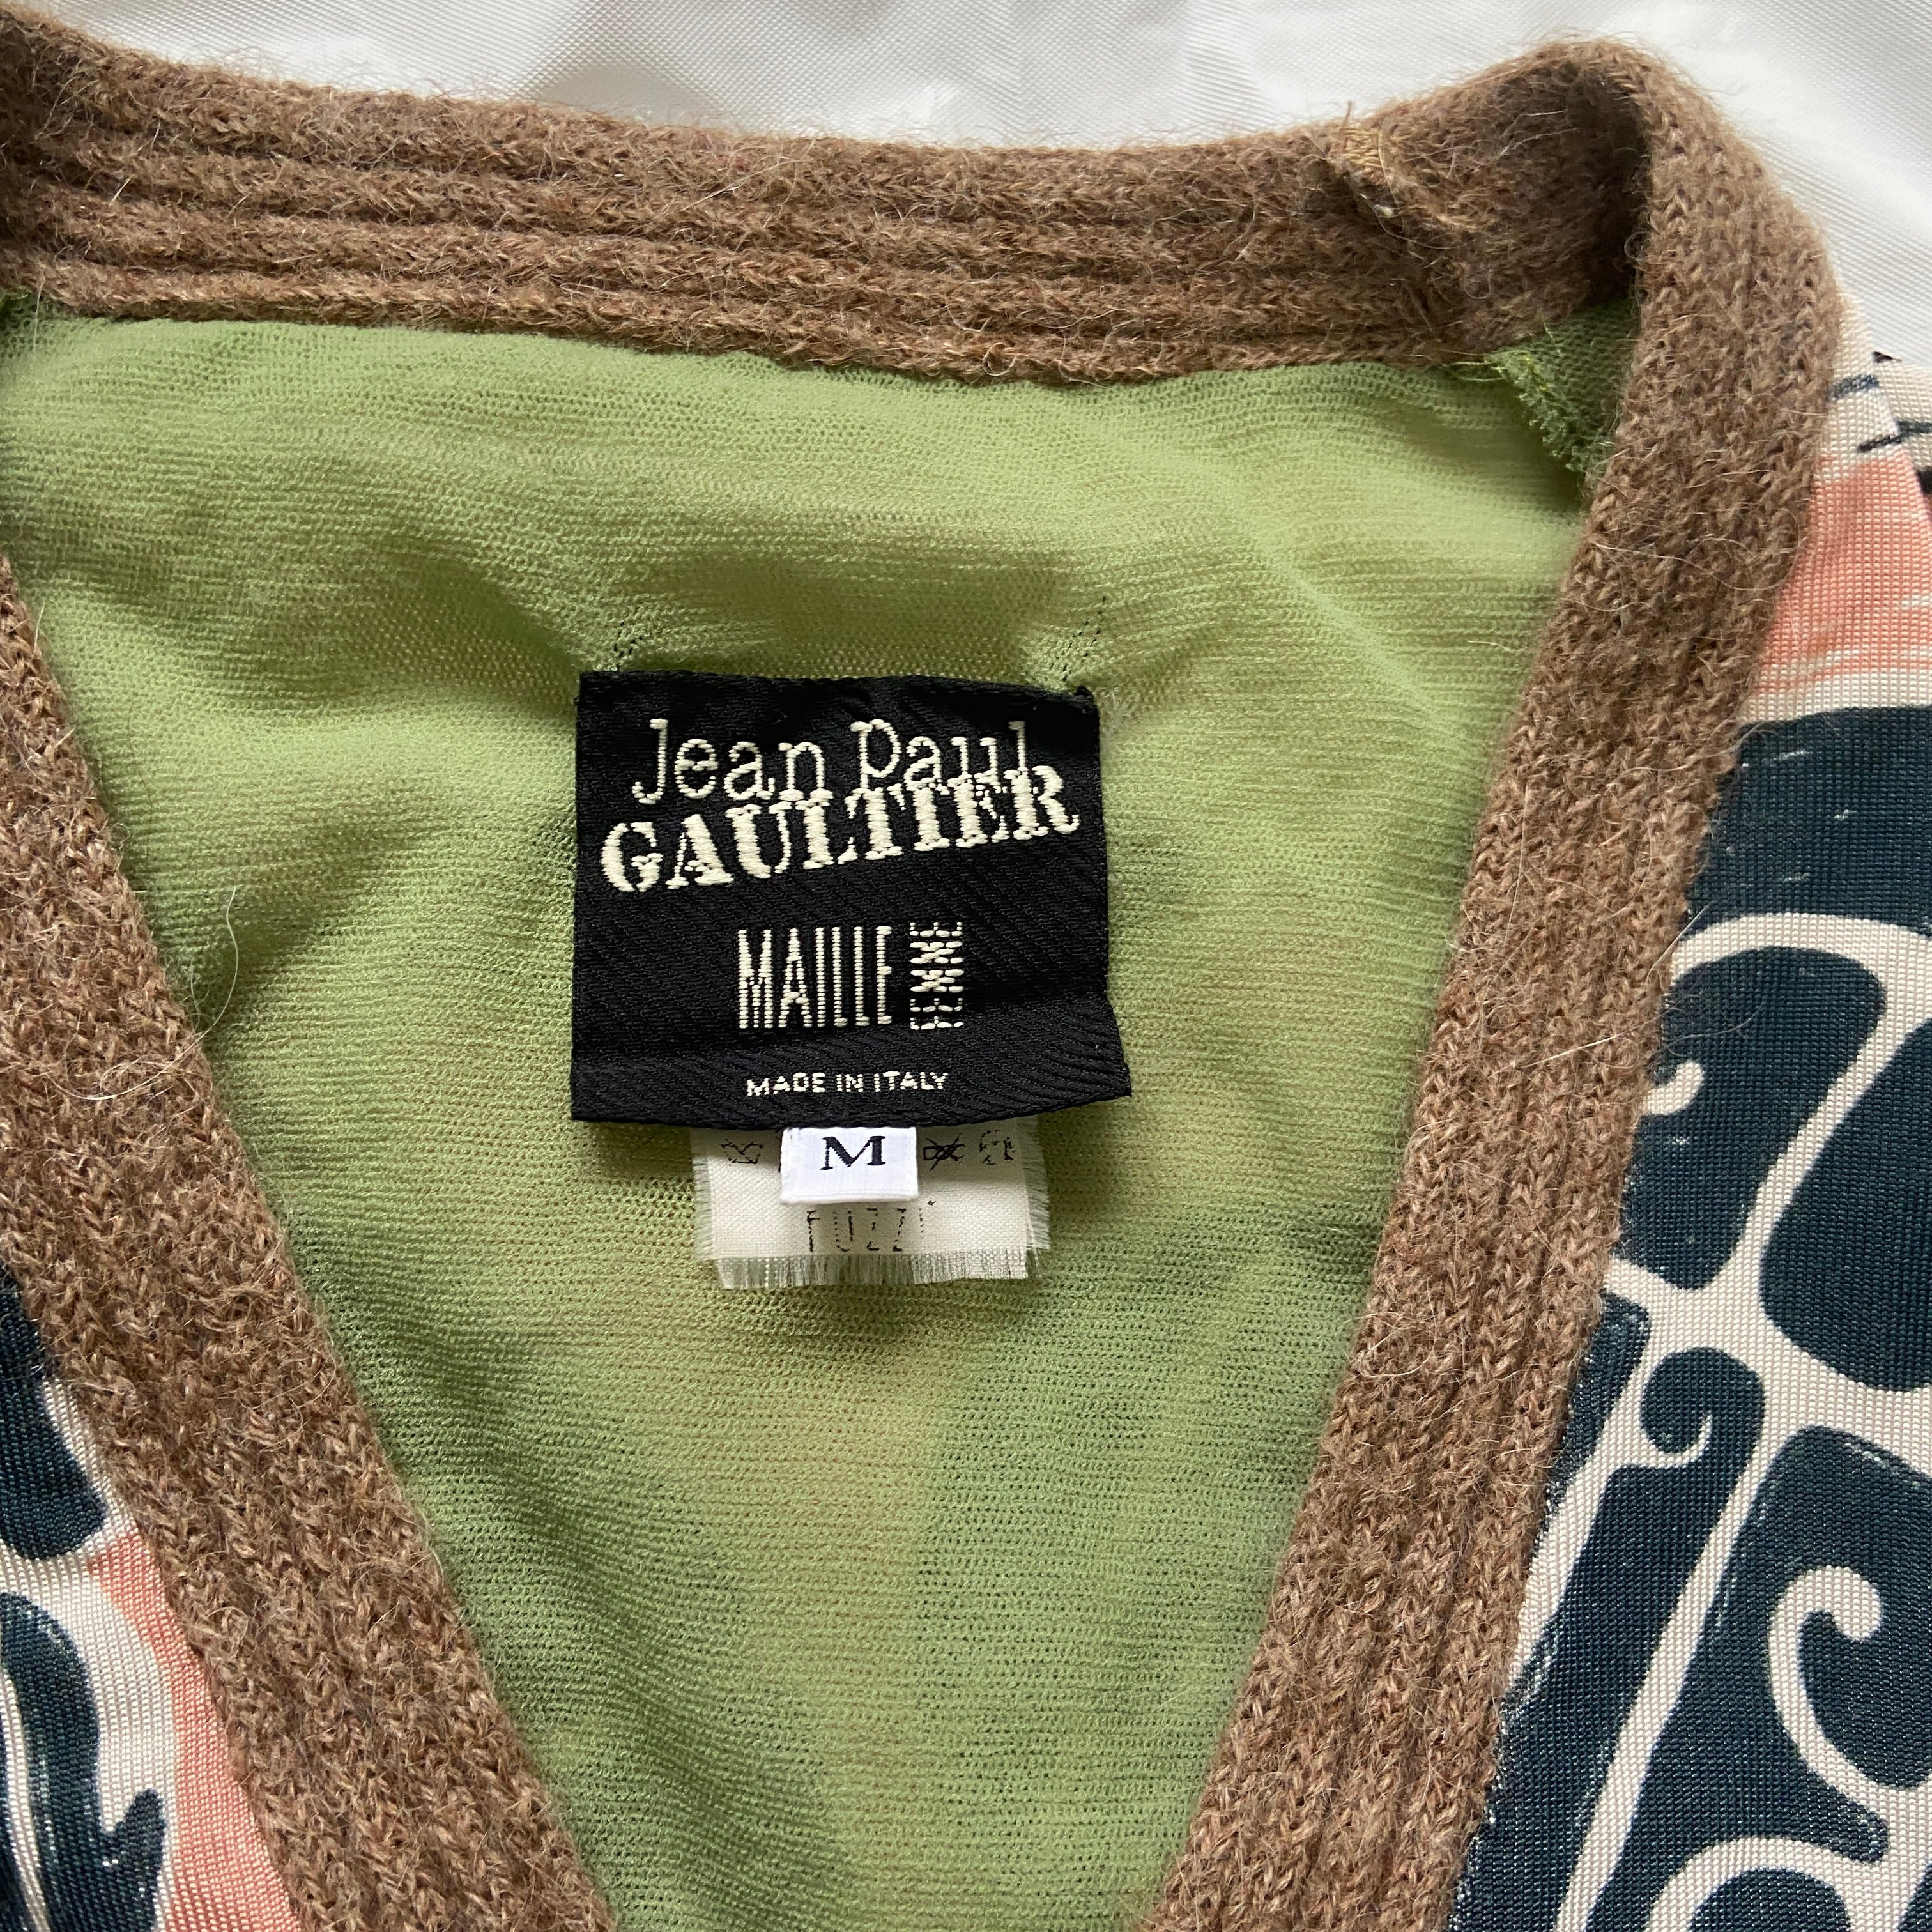 Jean Paul
GAULTIER
MAILLE FEMME
MADE IN ITALY
M
FUZZI